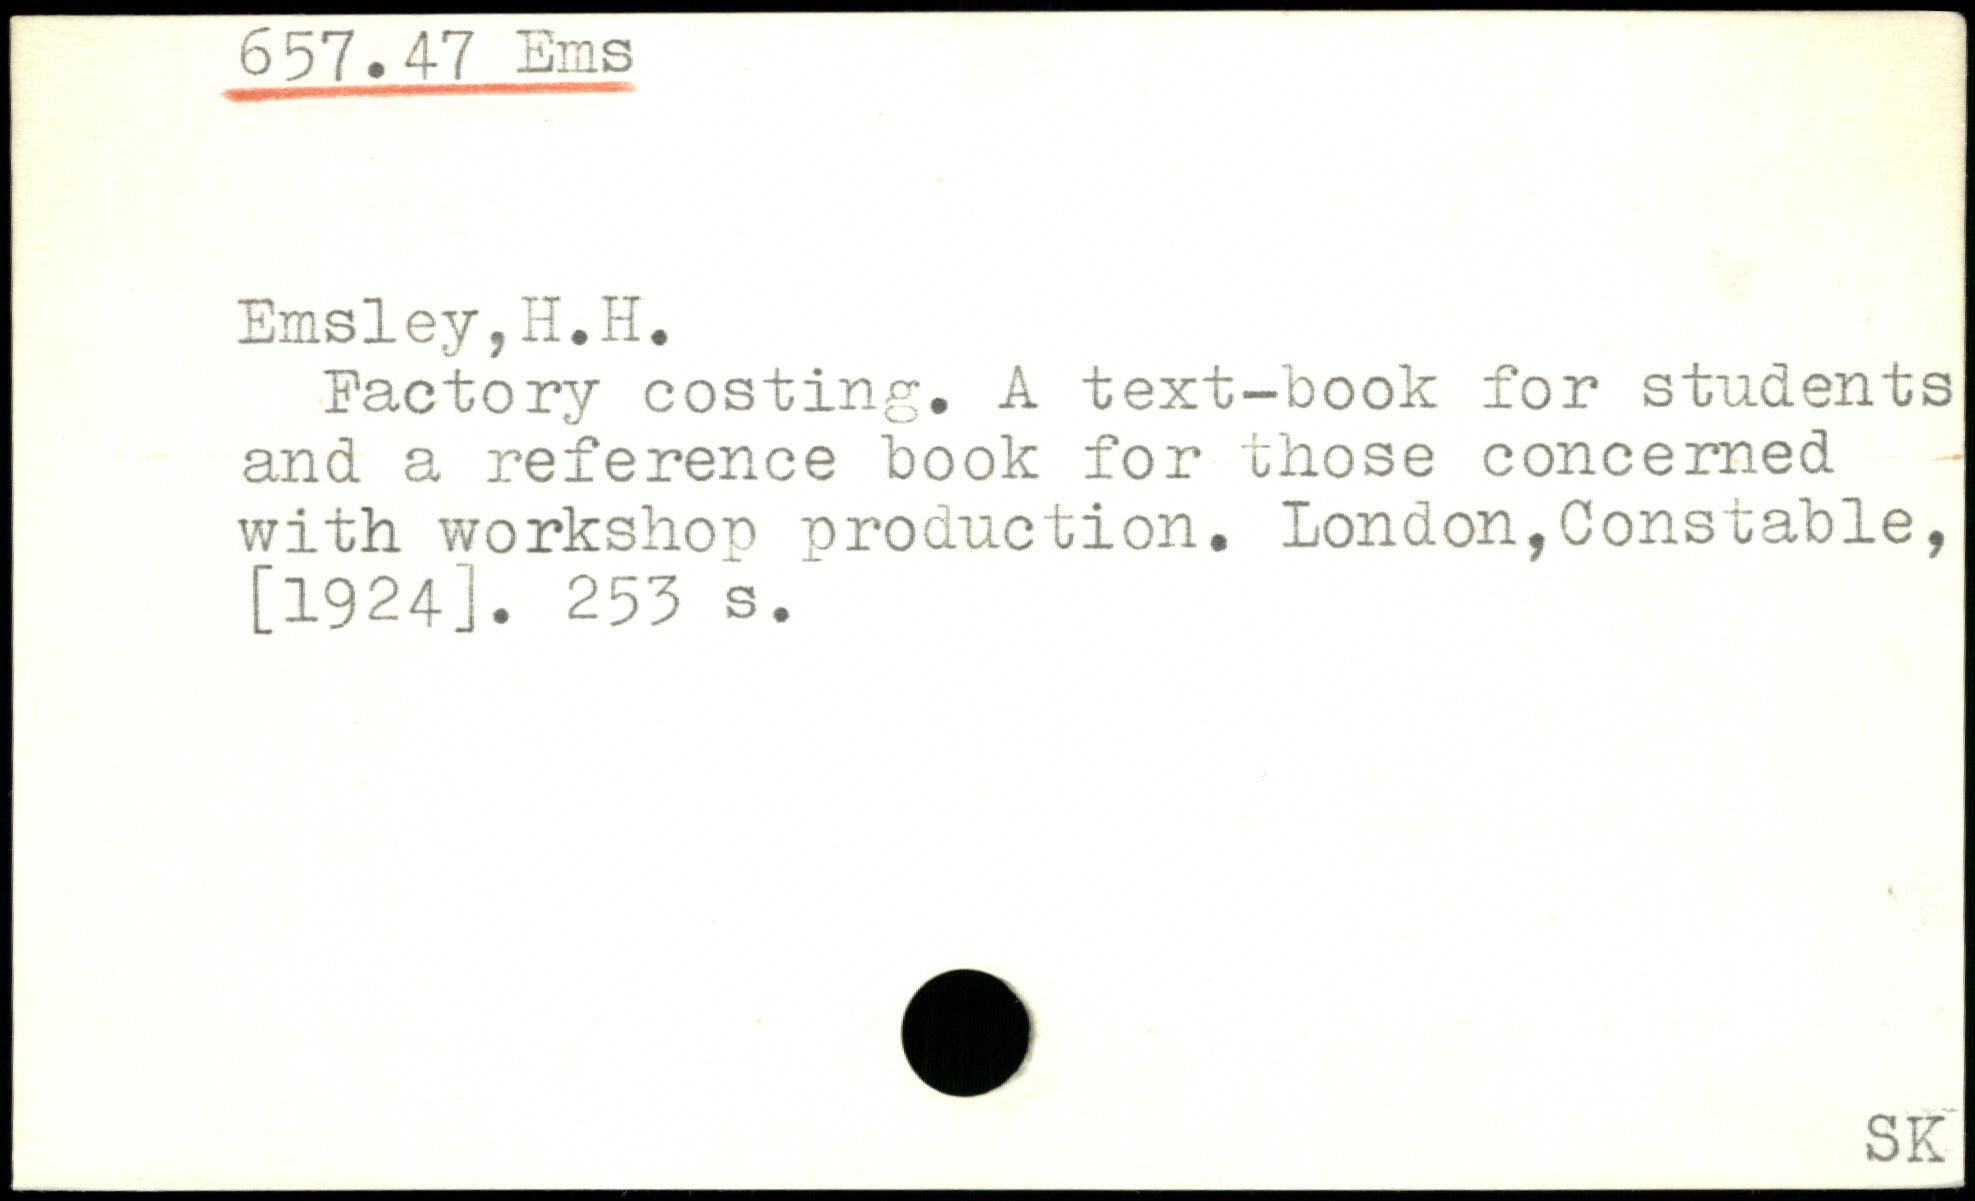 657.47 Ems
Emsley,H.H.
Factory costing. A text-book for students
and a reference book for those concerned
with workshop production. London,Constable,
[1924]. 253 s.
SK